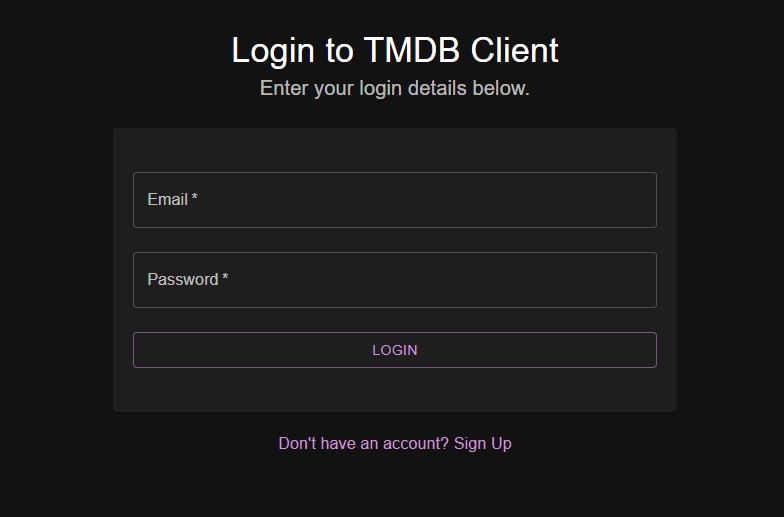 Login to TMDB Client
Enter your login details below.
Email *
Password *
LOGIN
Don't have an account? Sign Up